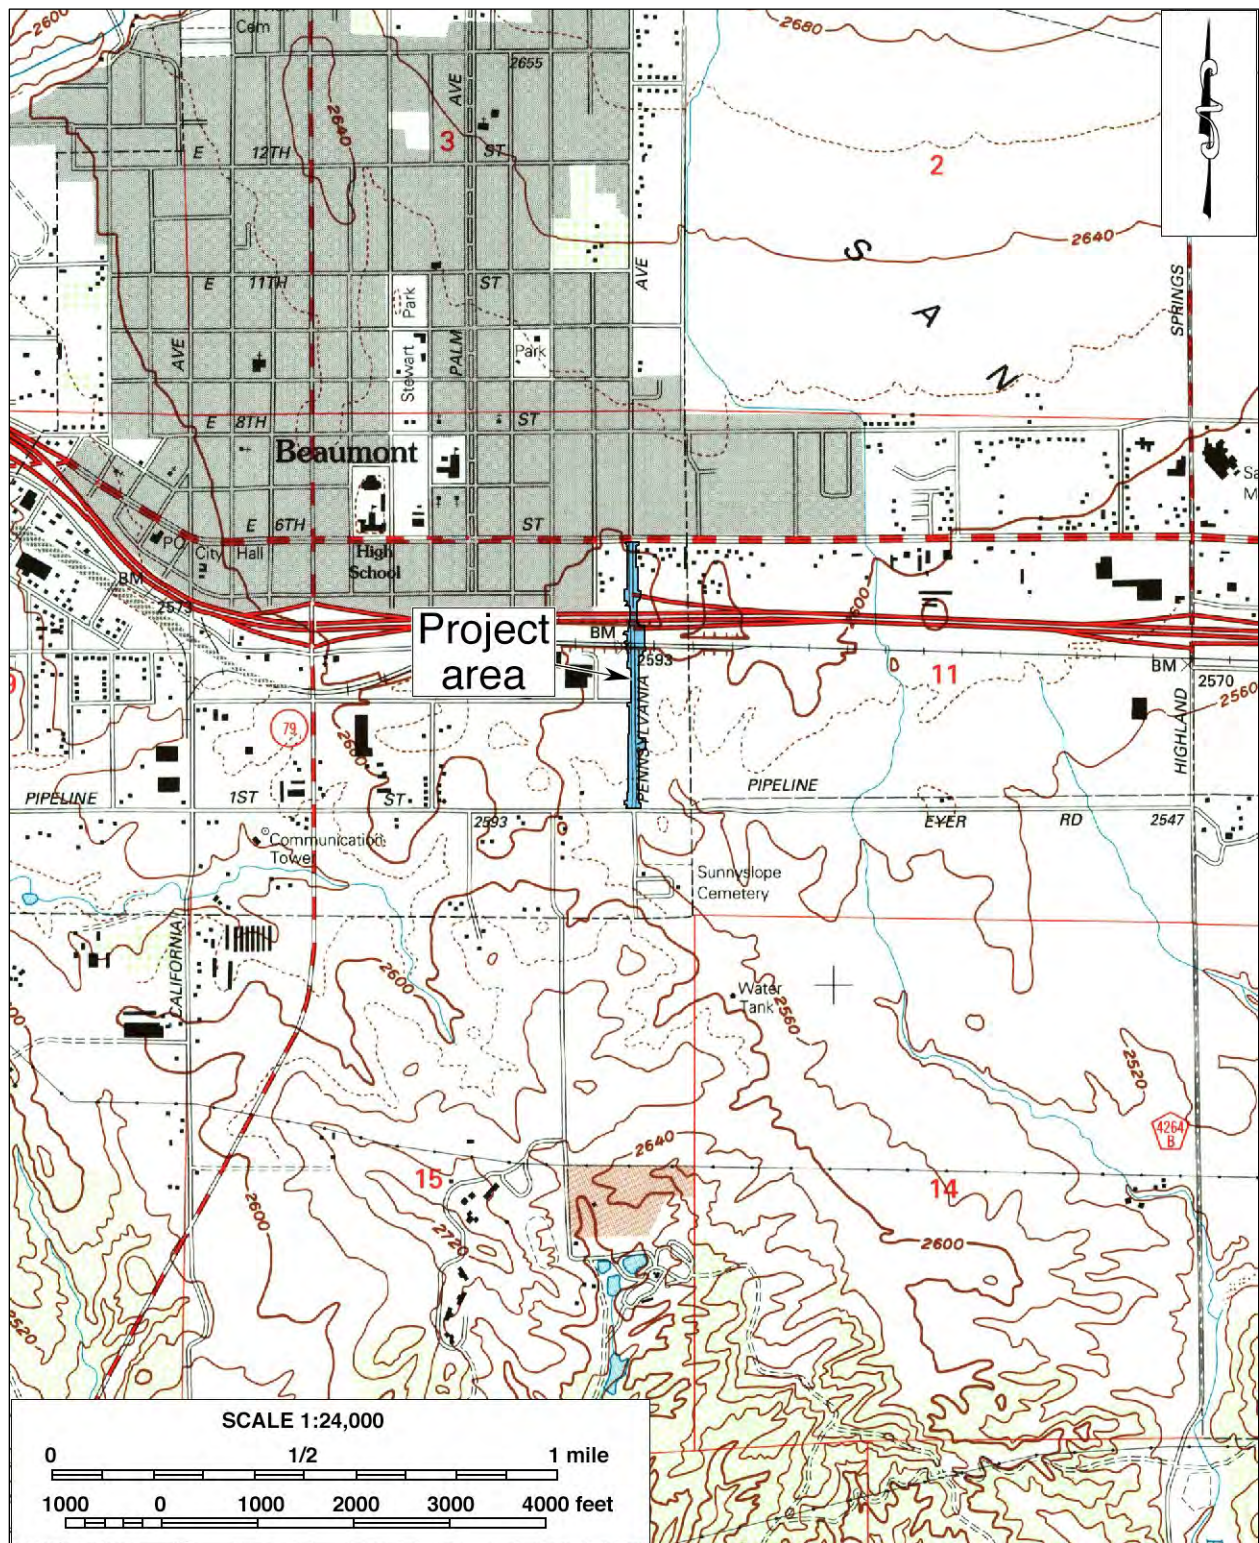 2600
Cem
2680
2655
AVE
2640
3
E 12TH ST
2
S
2640
A
N
SPRINGS
E 11TH ST
AVE
Park
Stewart
PALM
Park
AVE
E 8TH ST
Beaumont
E 6TH ST
PO
City Hall
High
School
BM
2573
Project
area
BM
2593
2600
11
BM
2570
2560
HIGHLAND
79
2600
PENNSYLVANIA
PIPELINE
1ST ST
PIPELINE
2593
EYER RD 2547
Communication
Tower
Sunnyslope
Cemetery
CALIFORNIA
2600
Water
Tank
2560
2520
4264
B
2640
15
14
2600
2720
2600
2520
SCALE 1:24,000
0 1/2 1 mile
1000 0 1000 2000 3000 4000 feet